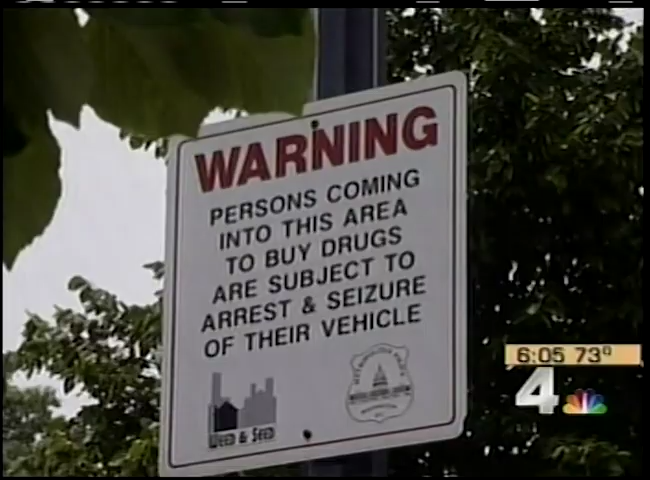 WARNING
PERSONS COMING
INTO THIS AREA
TO BUY DRUGS
ARE SUBJECT TO
ARREST & SEIZURE
OF THEIR VEHICLE
WEED & SEED
6:05 73°
4